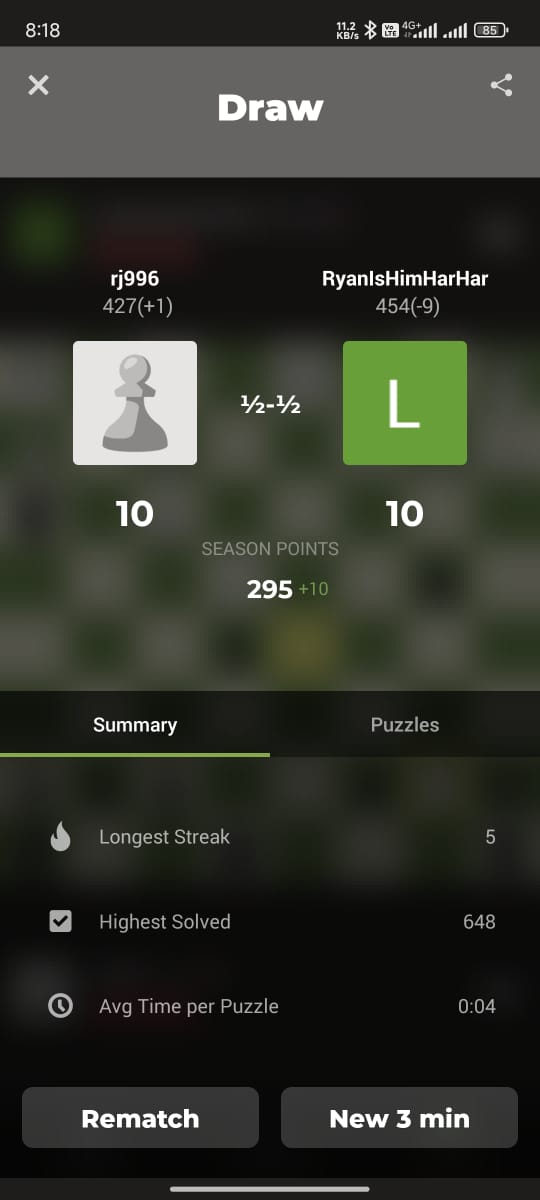 8:18
11.2 KB/s Vo LTE 4G+ 85
Draw
rj996 RyanIsHimHarHar
427(+1) 454(-9)
½-½ L
10 10
SEASON POINTS
295 +10
Summary Puzzles
Longest Streak 5
Highest Solved 648
Avg Time per Puzzle 0:04
Rematch New 3 min